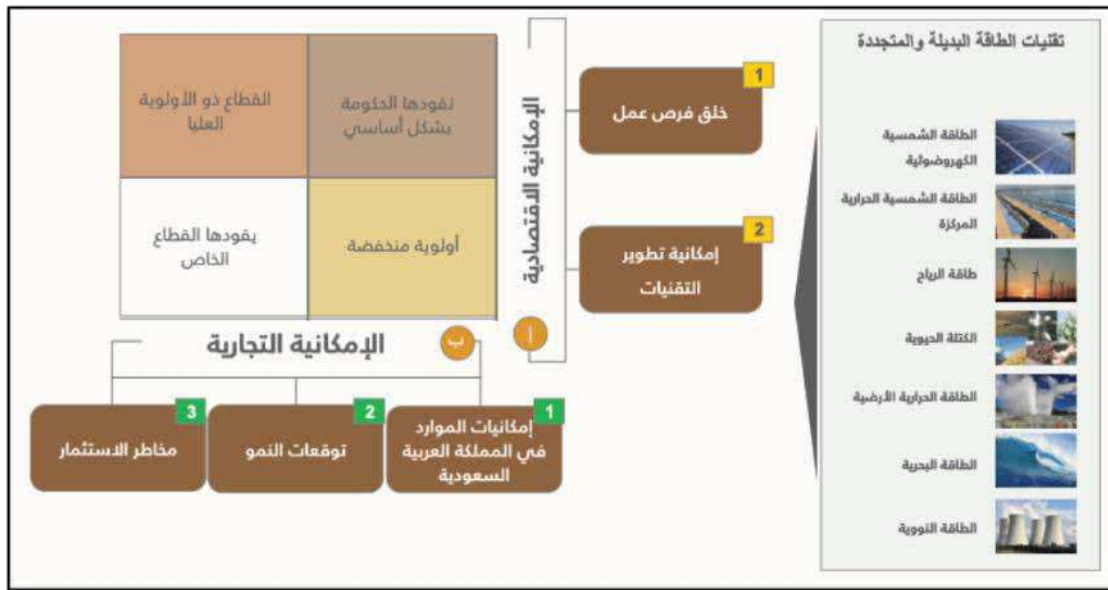 تقنيات الطاقة البديلة والمتجددة
الطاقة الشمسية
الكهروضوئية
الطاقة الشمسية الحرارية
المركزة
طاقة الرياح
الكتلة الحيوية
الطاقة الحرارية الأرضية
الطاقة البحرية
الطاقة النووية
1
خلق فرص عمل
2
إمكانية تطوير
التقنيات
الإمكانية الاقتصادية
أ
تقودها الحكومة
بشكل أساسي
القطاع ذو الأولوية
العليا
أولوية منخفضة
يقودها القطاع
الخاص
ب
الإمكانية التجارية
1
إمكانيات الموارد
في المملكة العربية
السعودية
2
توقعات النمو
3
مخاطر الاستثمار